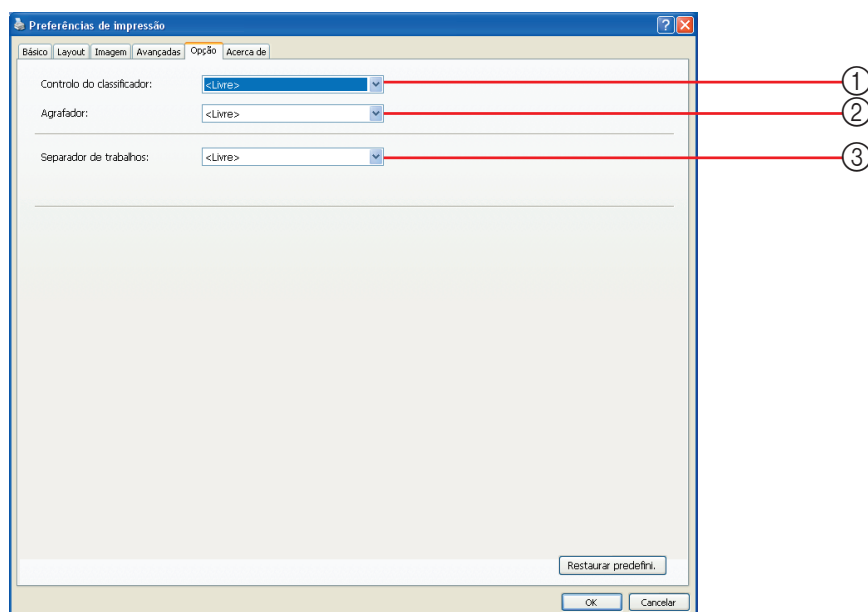 Preferências de impressão
Básico Layout Imagem Avançadas Opção Acerca de
Controlo do classificador: <Livre> 1
Agrafador: <Livre> 2
Separador de trabalhos: <Livre> 3
Restaurar predefini.
OK Cancelar